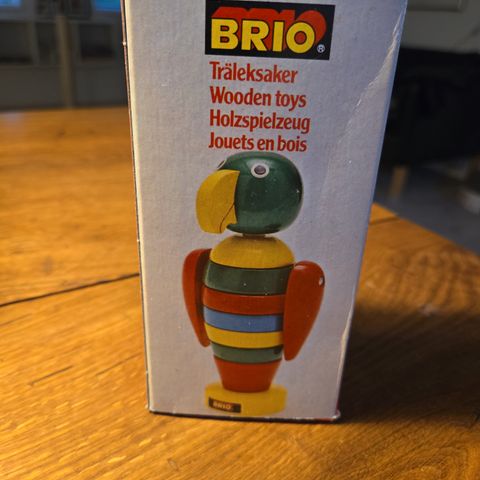 BRIO®
Träleksaker
Wooden toys
Holzspielzeug
Jouets en bois
BRIO